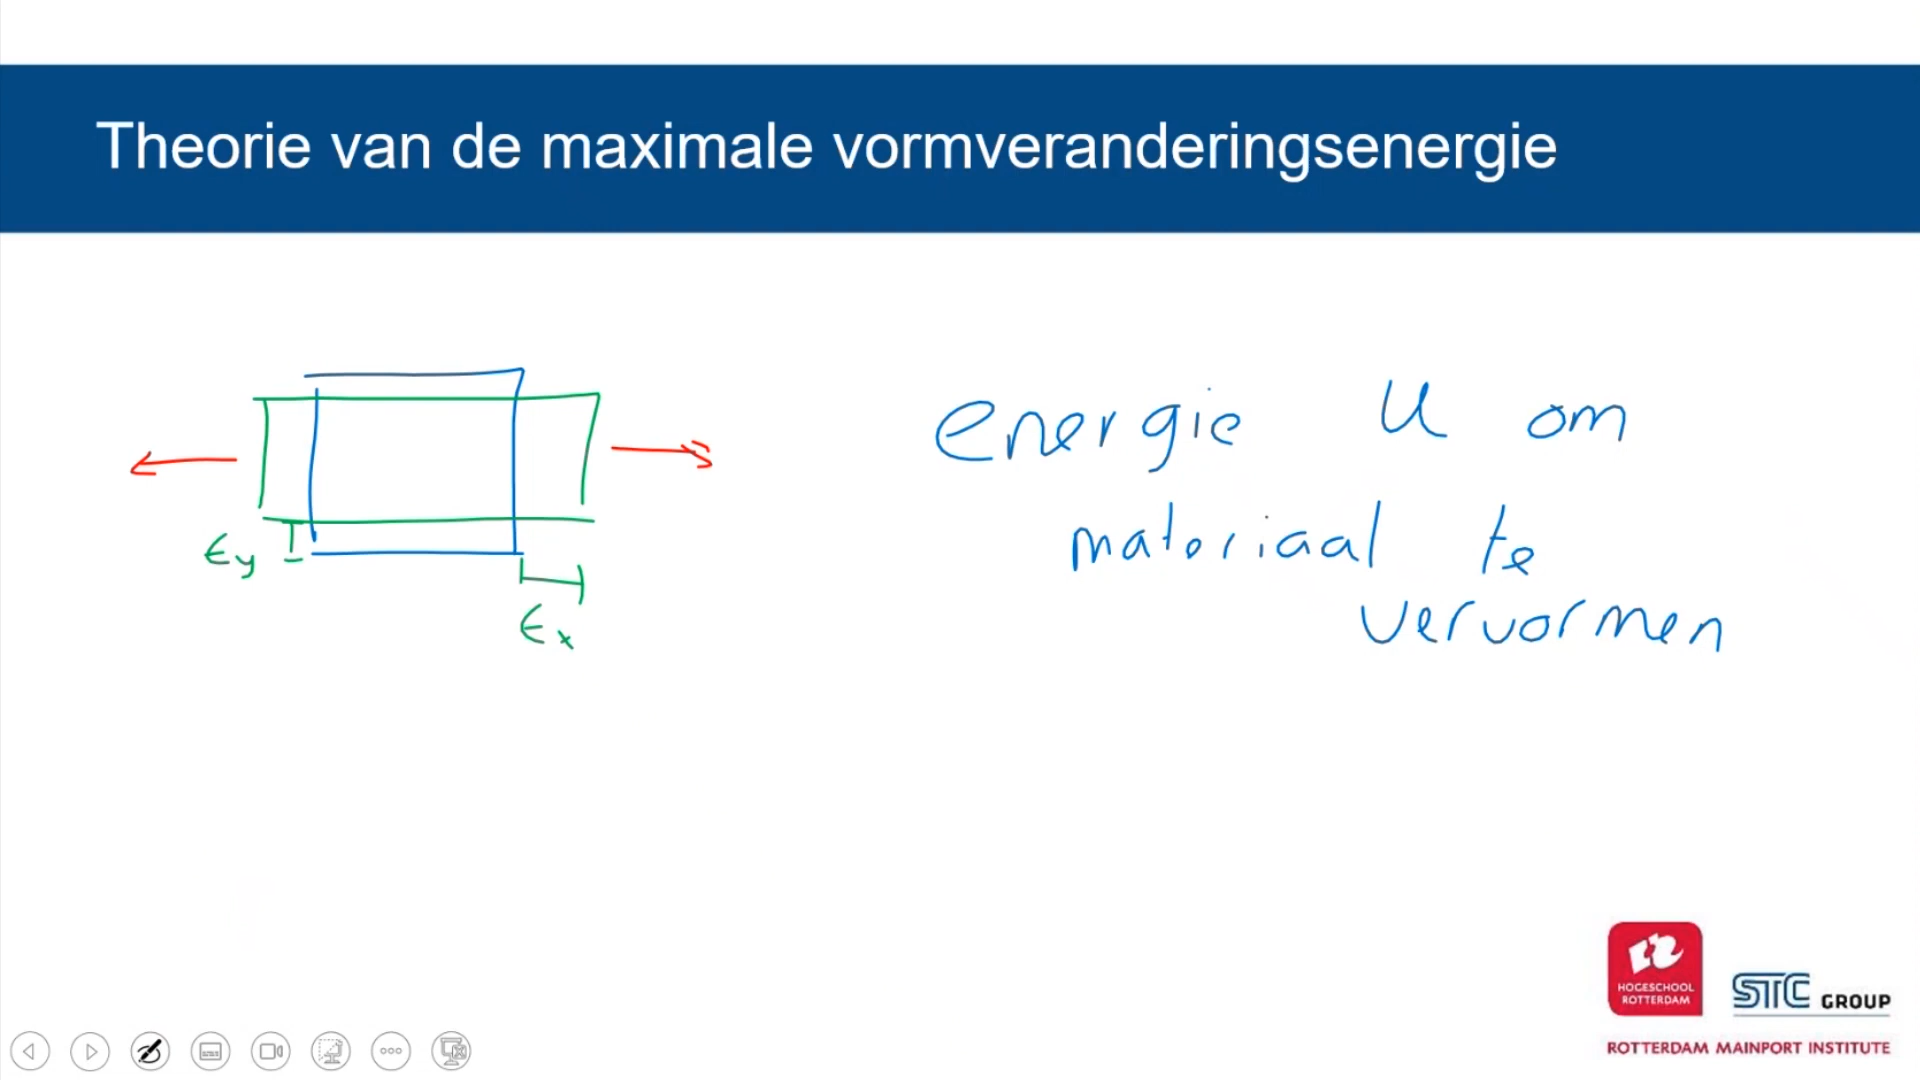 Theorie van de maximale vormveranderingsenergie
energie U om
materiaal te
vervormen
εy
εx
HOGESCHOOL
ROTTERDAM
STC GROUP
ROTTERDAM MAINPORT INSTITUTE